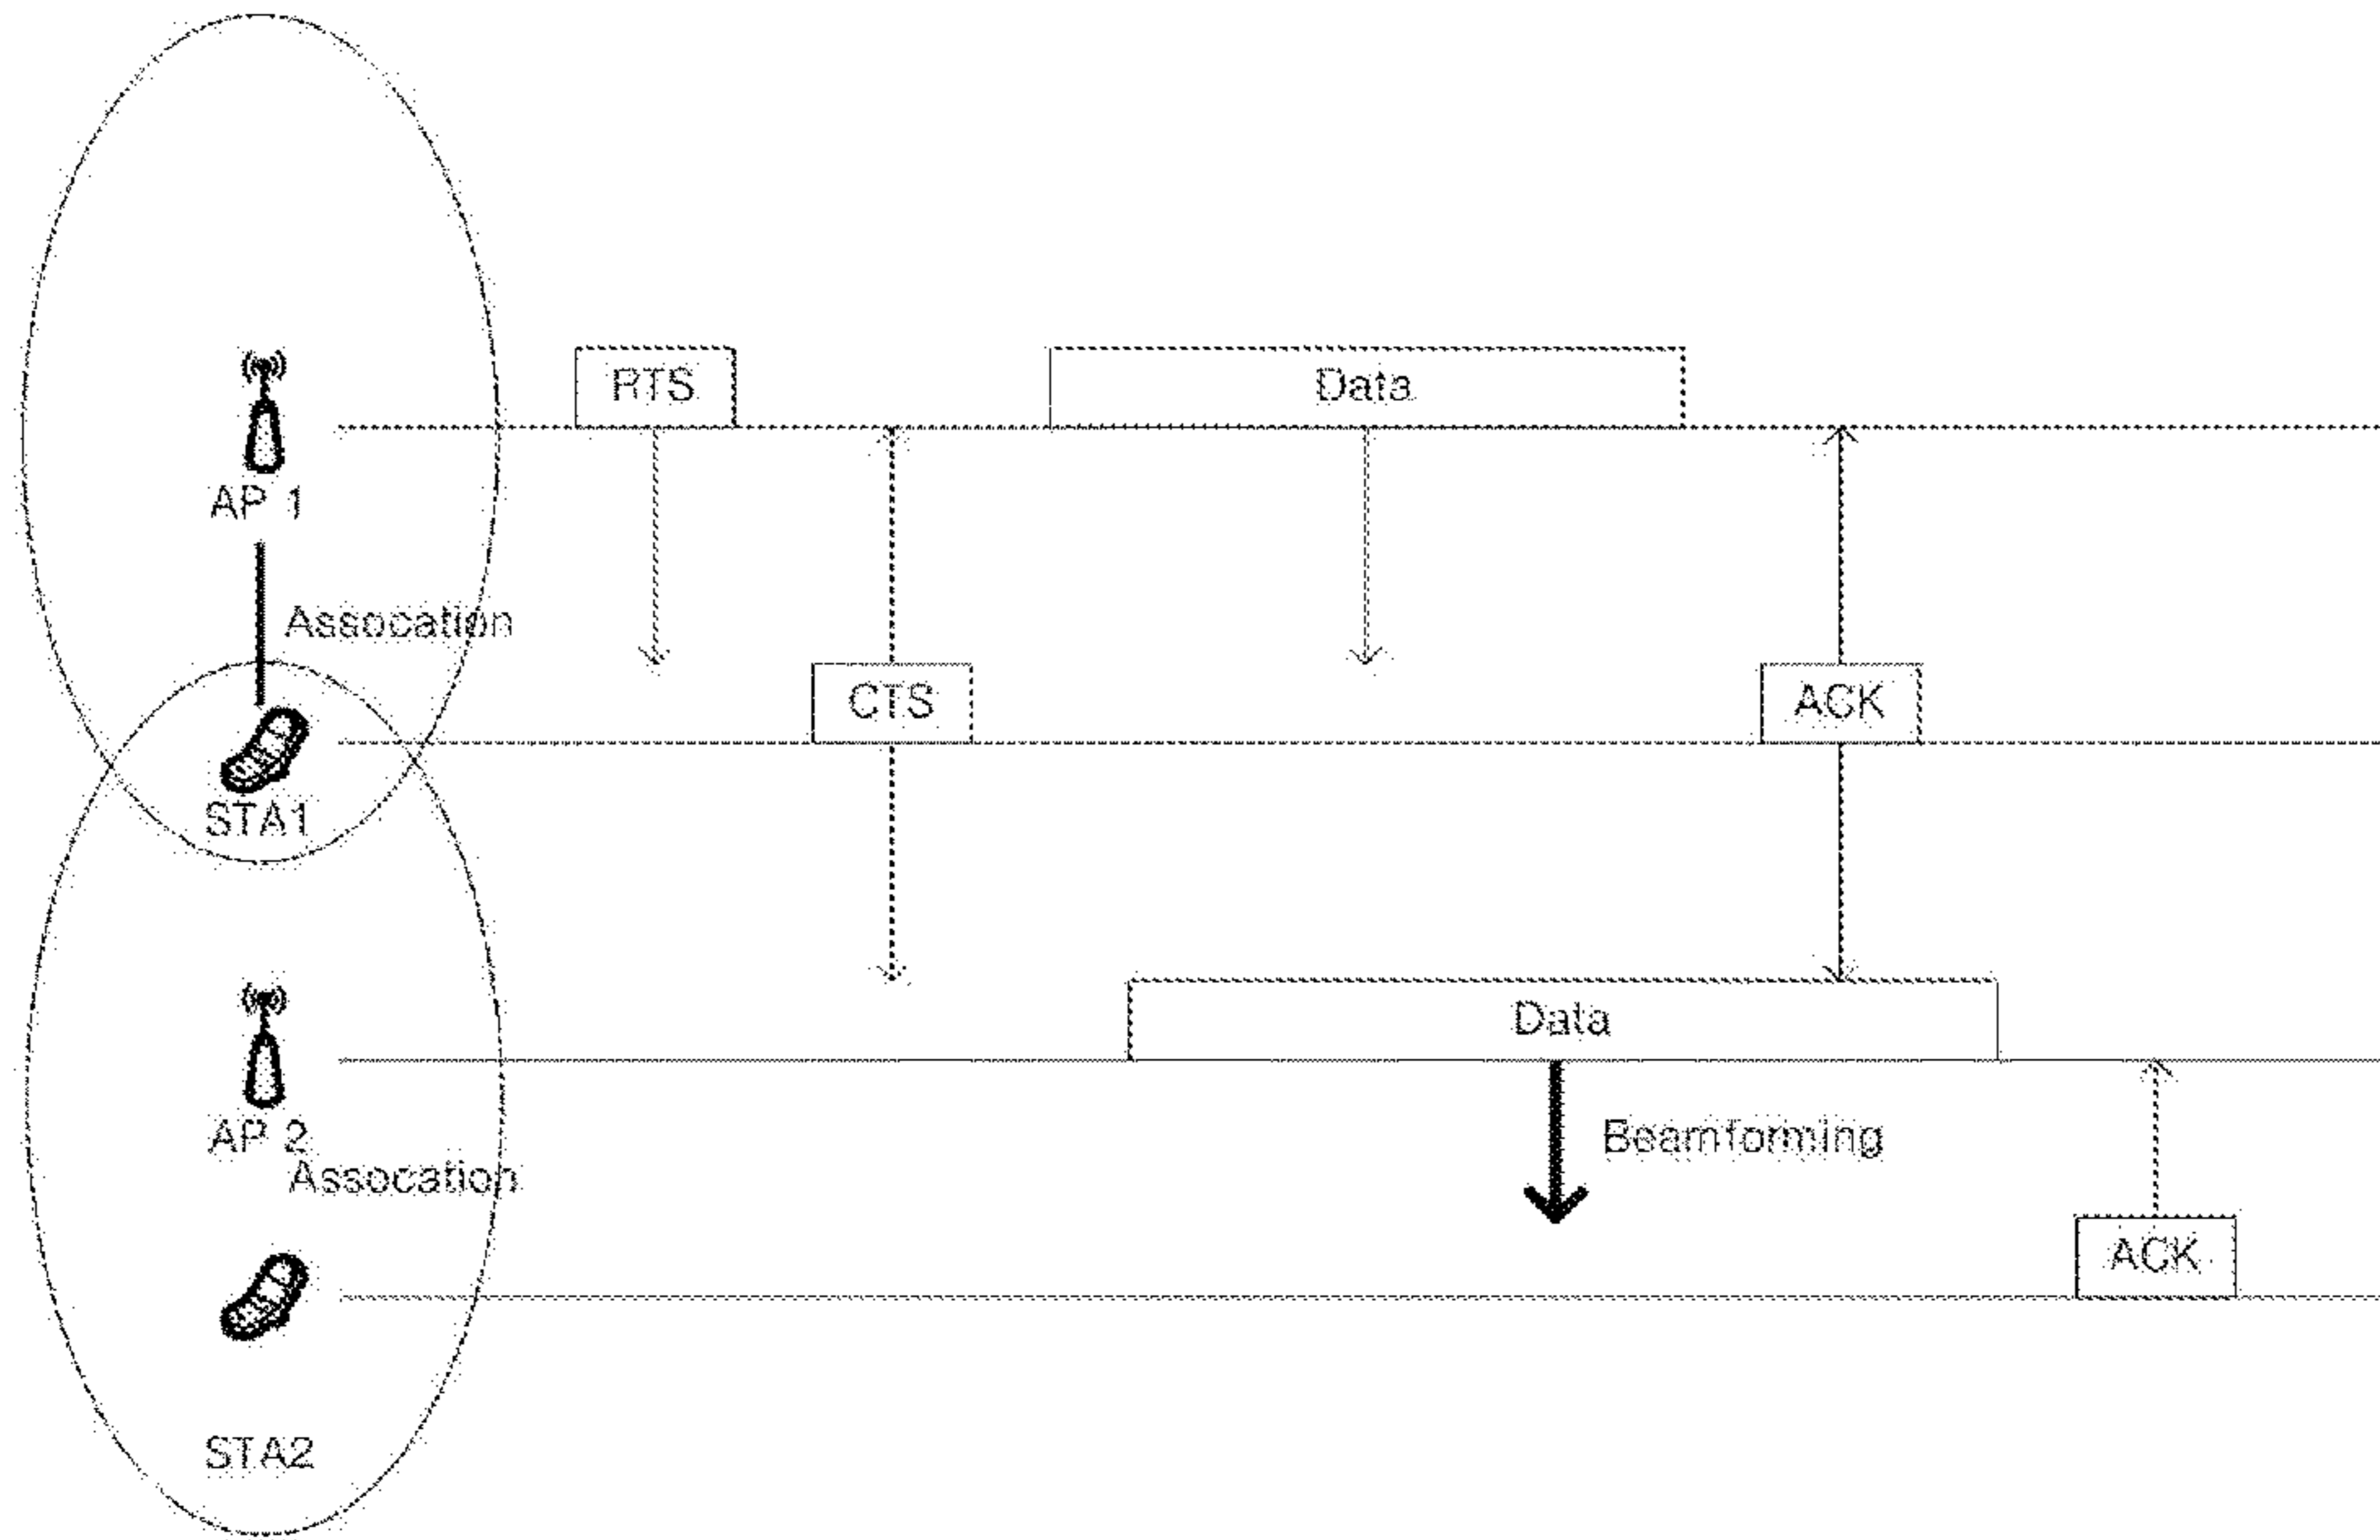 RTS
Data
AP 1
Assocation
CTS
ACK
STA1
Data
AP 2
Beamforming
Assocation
ACK
STA2